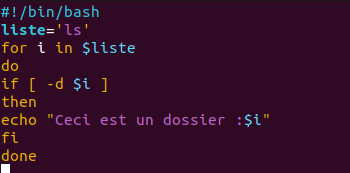 #!/bin/bash
liste='ls'
for i in $liste
do
if [ -d $i ]
then
echo "Ceci est un dossier :$i"
fi
done